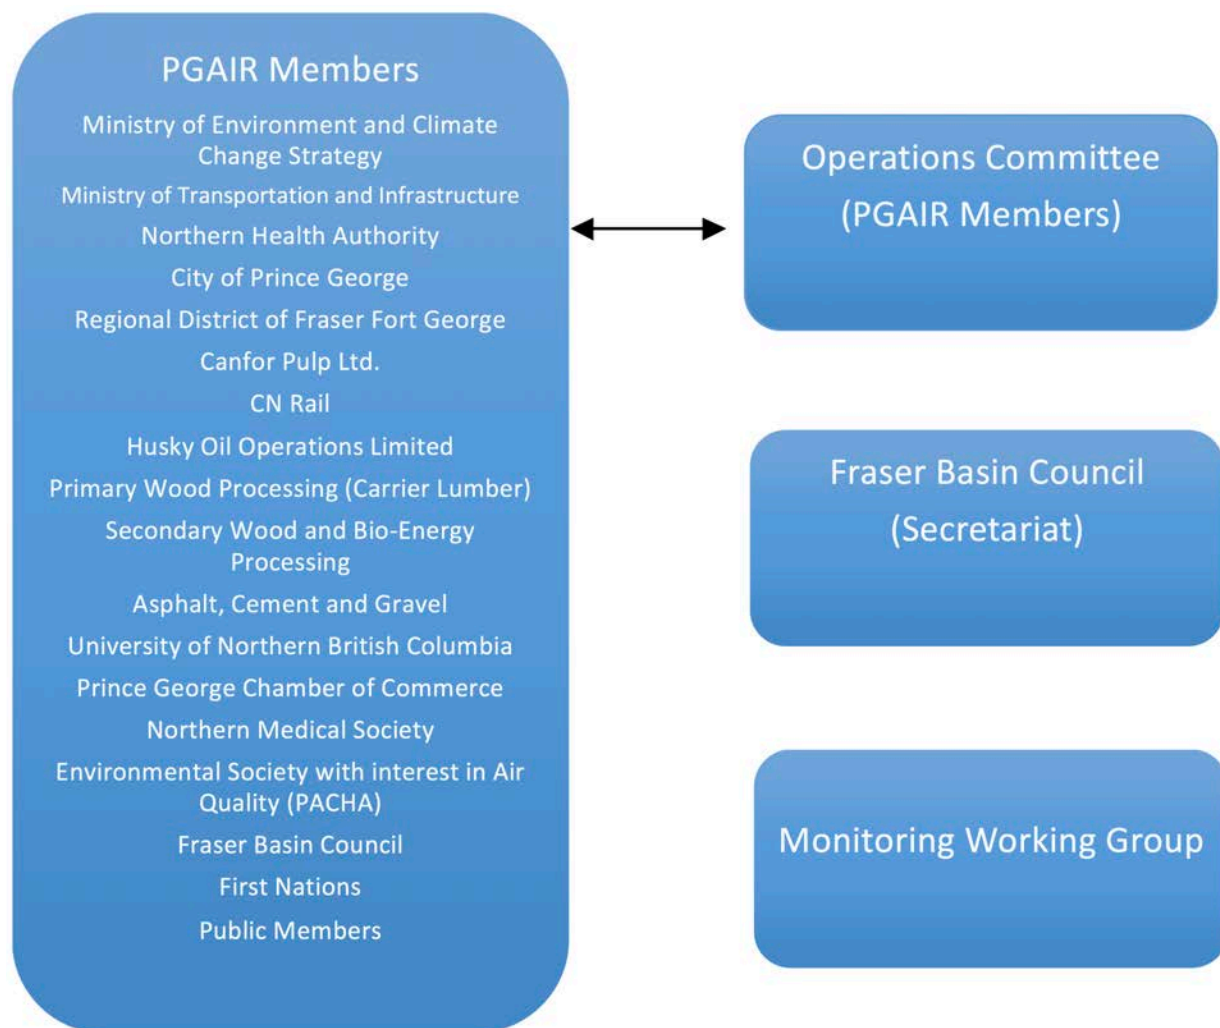 PGAIR Members
Ministry of Environment and Climate
Change Strategy
Ministry of Transportation and Infrastructure
Northern Health Authority
City of Prince George
Regional District of Fraser Fort George
Canfor Pulp Ltd.
CN Rail
Husky Oil Operations Limited
Primary Wood Processing (Carrier Lumber)
Secondary Wood and Bio-Energy
Processing
Asphalt, Cement and Gravel
University of Northern British Columbia
Prince George Chamber of Commerce
Northern Medical Society
Environmental Society with interest in Air
Quality (PACHA)
Fraser Basin Council
First Nations
Public Members
Operations Committee
(PGAIR Members)
Fraser Basin Council
(Secretariat)
Monitoring Working Group